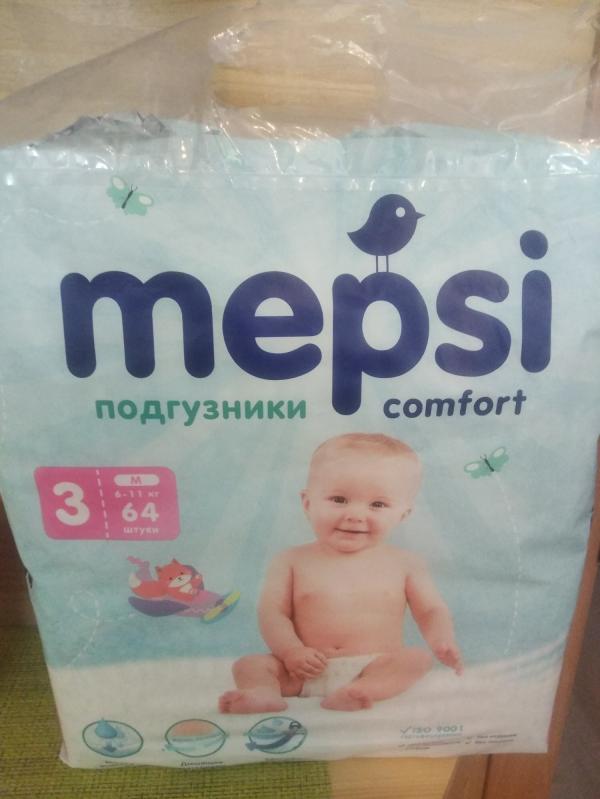 mepsi
подгузники
comfort
3
M
6-11 кг
64
штуки
✓ISO 9001